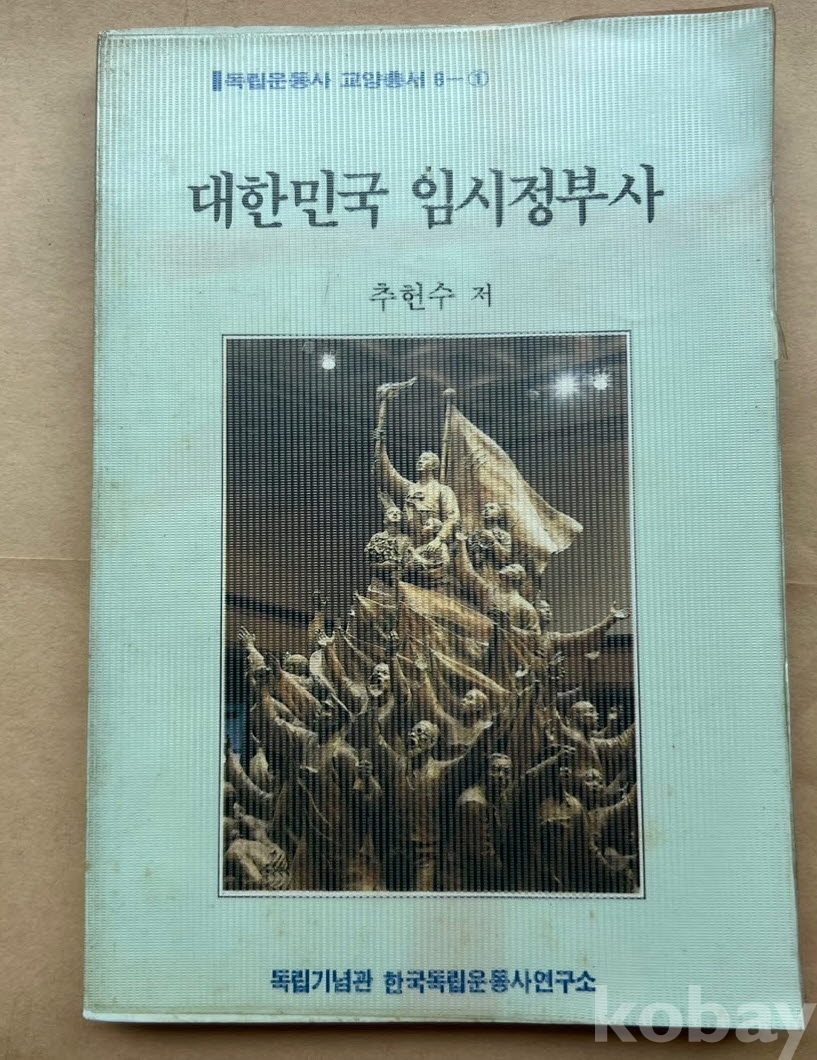 독립운동사 교양총서 6-①
대한민국 임시정부사
추헌수 저
독립기념관 한국독립운동사연구소
kobay